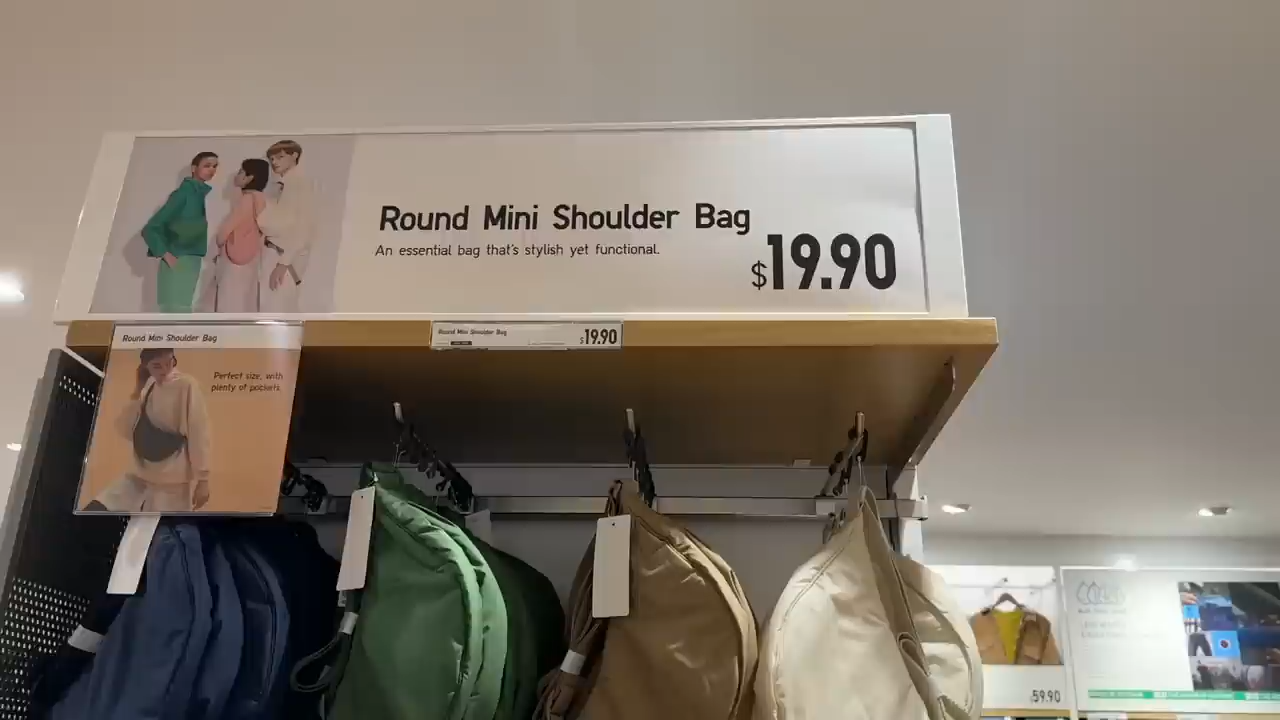 Round Mini Shoulder Bag
An essential bag that's stylish yet functional.
$19.90
Round Mini Shoulder Bag
$19.90
Round Mini Shoulder Bag
Perfect size, with
plenty of pockets.
59.90